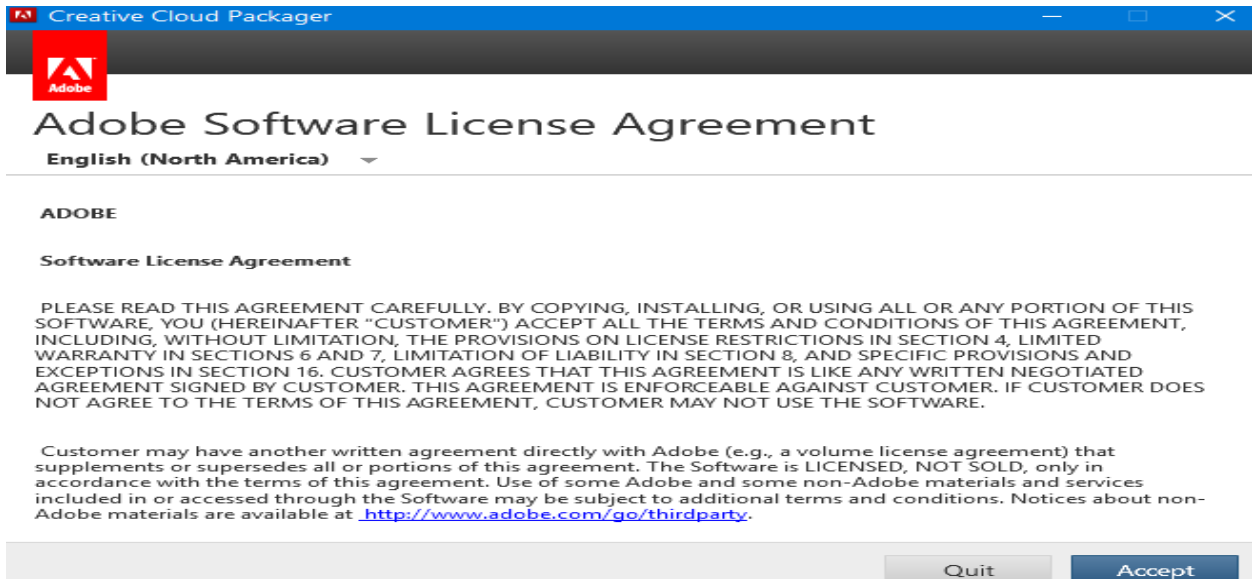 Creative Cloud Packager
Adobe
Adobe Software License Agreement
English (North America)
ADOBE
Software License Agreement
PLEASE READ THIS AGREEMENT CAREFULLY. BY COPYING, INSTALLING, OR USING ALL OR ANY PORTION OF THIS
SOFTWARE, YOU (HEREINAFTER “CUSTOMER”) ACCEPT ALL THE TERMS AND CONDITIONS OF THIS AGREEMENT,
INCLUDING, WITHOUT LIMITATION, THE PROVISIONS ON LICENSE RESTRICTIONS IN SECTION 4, LIMITED
WARRANTY IN SECTIONS 6 AND 7, LIMITATION OF LIABILITY IN SECTION 8, AND SPECIFIC PROVISIONS AND
EXCEPTIONS IN SECTION 16. CUSTOMER AGREES THAT THIS AGREEMENT IS LIKE ANY WRITTEN NEGOTIATED
AGREEMENT SIGNED BY CUSTOMER. THIS AGREEMENT IS ENFORCEABLE AGAINST CUSTOMER. IF CUSTOMER DOES
NOT AGREE TO THE TERMS OF THIS AGREEMENT, CUSTOMER MAY NOT USE THE SOFTWARE.
Customer may have another written agreement directly with Adobe (e.g., a volume license agreement) that
supplements or supersedes all or portions of this agreement. The Software is LICENSED, NOT SOLD, only in
accordance with the terms of this agreement. Use of some Adobe and some non-Adobe materials and services
included in or accessed through the Software may be subject to additional terms and conditions. Notices about non-
Adobe materials are available at http://www.adobe.com/go/thirdparty.
Quit
Accept